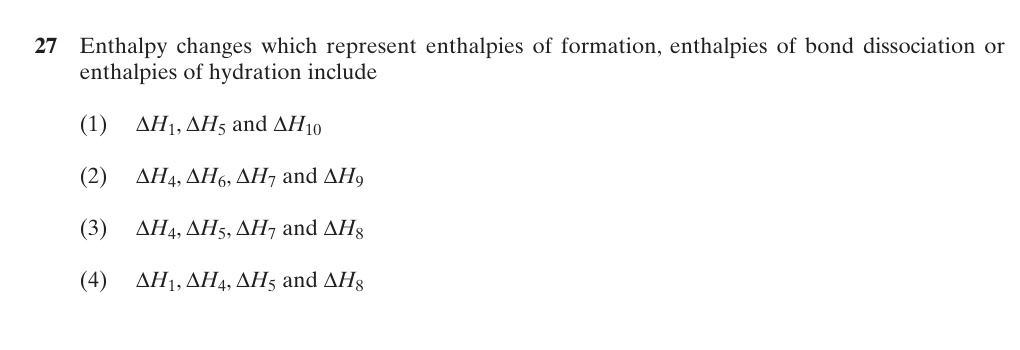 27 Enthalpy changes which represent enthalpies of formation, enthalpies of bond dissociation or
enthalpies of hydration include
(1) ΔH₁, ΔH₅ and ΔH₁₀
(2) ΔH₄, ΔH₆, ΔH₇ and ΔH₉
(3) ΔH₄, ΔH₅, ΔH₇ and ΔH₈
(4) ΔH₁, ΔH₄, ΔH₅ and ΔH₈